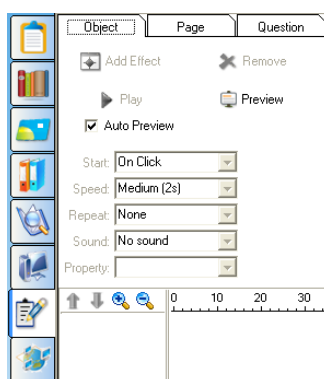 Object Page Question
Add Effect Remove
Play Preview
Auto Preview
Start: On Click
Speed: Medium (2s)
Repeat: None
Sound: No sound
Property:
0 10 20 30